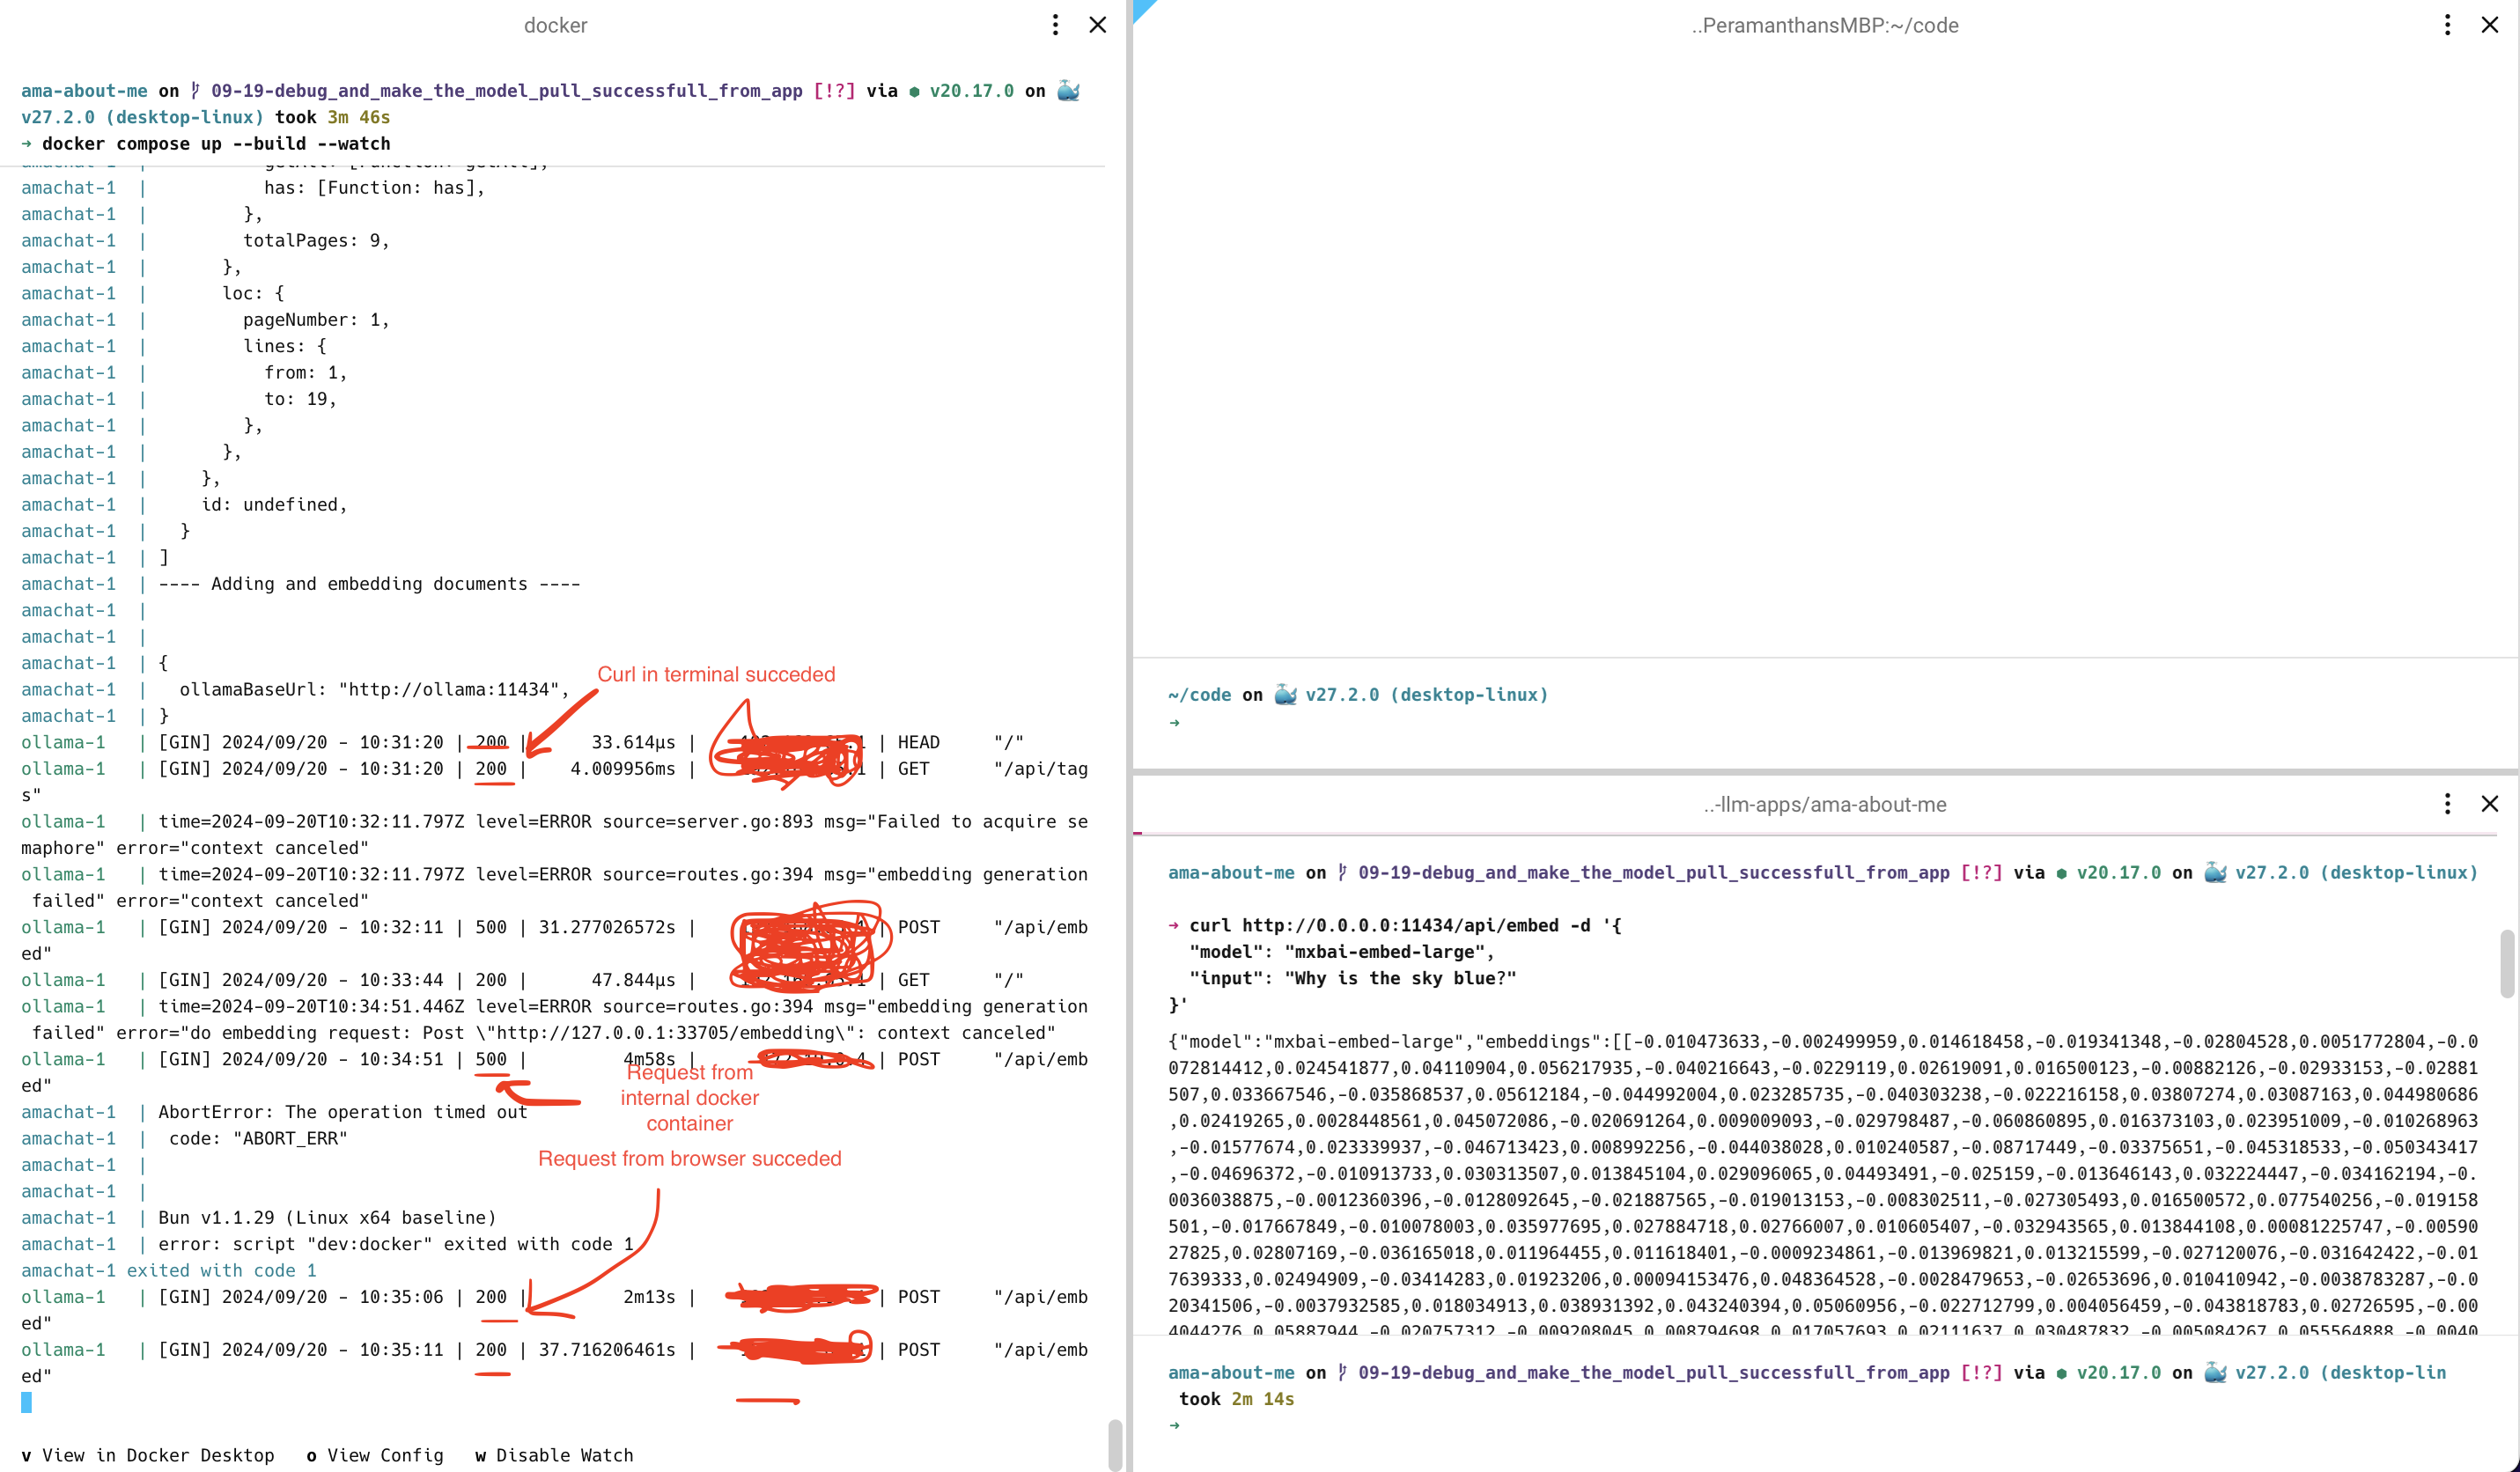 docker
ama-about-me on 09-19-debug_and_make_the_model_pull_successfull_from_app [!?] via v20.17.0 on
v27.2.0 (desktop-linux) took 3m 46s
→ docker compose up --build --watch
amachat-1 | getAll: [Function: getAll],
amachat-1 | has: [Function: has],
amachat-1 | },
amachat-1 | totalPages: 9,
amachat-1 | },
amachat-1 | loc: {
amachat-1 | pageNumber: 1,
amachat-1 | lines: {
amachat-1 | from: 1,
amachat-1 | to: 19,
amachat-1 | },
amachat-1 | },
amachat-1 | },
amachat-1 | id: undefined,
amachat-1 | }
amachat-1 | ]
amachat-1 | ---- Adding and embedding documents ----
amachat-1 |
amachat-1 |
amachat-1 | {
Curl in terminal succeded
amachat-1 | ollamaBaseUrl: "http://ollama:11434",
amachat-1 | }
ollama-1 | [GIN] 2024/09/20 - 10:31:20 | 200 | 33.614µs | | HEAD "/"
ollama-1 | [GIN] 2024/09/20 - 10:31:20 | 200 | 4.009956ms | | GET "/api/tag
s"
ollama-1 | time=2024-09-20T10:32:11.797Z level=ERROR source=server.go:893 msg="Failed to acquire se
maphore" error="context canceled"
ollama-1 | time=2024-09-20T10:32:11.797Z level=ERROR source=routes.go:394 msg="embedding generation
failed" error="context canceled"
ollama-1 | [GIN] 2024/09/20 - 10:32:11 | 500 | 31.277026572s | | POST "/api/emb
ed"
ollama-1 | [GIN] 2024/09/20 - 10:33:44 | 200 | 47.844µs | | GET "/"
ollama-1 | time=2024-09-20T10:34:51.446Z level=ERROR source=routes.go:394 msg="embedding generation
failed" error="do embedding request: Post \"http://127.0.0.1:33705/embedding\": context canceled"
ollama-1 | [GIN] 2024/09/20 - 10:34:51 | 500 | 4m58s | | POST "/api/emb
ed"
Request from
internal docker
container
amachat-1 | AbortError: The operation timed out
amachat-1 | code: "ABORT_ERR"
amachat-1 |
Request from browser succeded
amachat-1 |
amachat-1 | Bun v1.1.29 (Linux x64 baseline)
amachat-1 | error: script "dev:docker" exited with code 1
amachat-1 exited with code 1
ollama-1 | [GIN] 2024/09/20 - 10:35:06 | 200 | 2m13s | | POST "/api/emb
ed"
ollama-1 | [GIN] 2024/09/20 - 10:35:11 | 200 | 37.716206461s | | POST "/api/emb
ed"
v View in Docker Desktop o View Config w Disable Watch
..PeramanthansMBP:~/code
~/code on v27.2.0 (desktop-linux)
→
..-llm-apps/ama-about-me
ama-about-me on 09-19-debug_and_make_the_model_pull_successfull_from_app [!?] via v20.17.0 on v27.2.0 (desktop-linux)
→ curl http://0.0.0.0:11434/api/embed -d '{
"model": "mxbai-embed-large",
"input": "Why is the sky blue?"
}'
{"model":"mxbai-embed-large","embeddings":[[-0.010473633,-0.002499959,0.014618458,-0.019341348,-0.02804528,0.0051772804,-0.0
072814412,0.024541877,0.04110904,0.056217935,-0.040216643,-0.0229119,0.02619091,0.016500123,-0.00882126,-0.02933153,-0.02881
507,0.033667546,-0.035868537,0.05612184,-0.044992004,0.023285735,-0.040303238,-0.022216158,0.03807274,0.03087163,0.044980686
,0.02419265,0.0028448561,0.045072086,-0.020691264,0.009009093,-0.029798487,-0.060860895,0.016373103,0.023951009,-0.010268963
,-0.01577674,0.023339937,-0.046713423,0.008992256,-0.044038028,0.010240587,-0.08717449,-0.03375651,-0.045318533,-0.050343417
,-0.04696372,-0.010913733,0.030313507,0.013845104,0.029096065,0.04493491,-0.025159,-0.013646143,0.032224447,-0.034162194,-0.
0036038875,-0.0012360396,-0.0128092645,-0.021887565,-0.019013153,-0.008302511,-0.027305493,0.016500572,0.077540256,-0.019158
501,-0.017667849,-0.010078003,0.035977695,0.027884718,0.02766007,0.010605407,-0.032943565,0.013844108,0.00081225747,-0.00590
27825,0.02807169,-0.036165018,0.011964455,0.011618401,-0.0009234861,-0.013969821,0.013215599,-0.027120076,-0.031642422,-0.01
7639333,0.02494909,-0.03414283,0.01923206,0.00094153476,0.048364528,-0.0028479653,-0.02653696,0.010410942,-0.0038783287,-0.0
20341506,-0.0037932585,0.018034913,0.038931392,0.043240394,0.05060956,-0.022712799,0.004056459,-0.043818783,0.02726595,-0.00
4044276,0.05887944,-0.020757312,-0.009208045,0.008794698,0.017057693,0.02111637,0.030487832,-0.005084267,0.055564888,-0.0040
ama-about-me on 09-19-debug_and_make_the_model_pull_successfull_from_app [!?] via v20.17.0 on v27.2.0 (desktop-lin
took 2m 14s
→